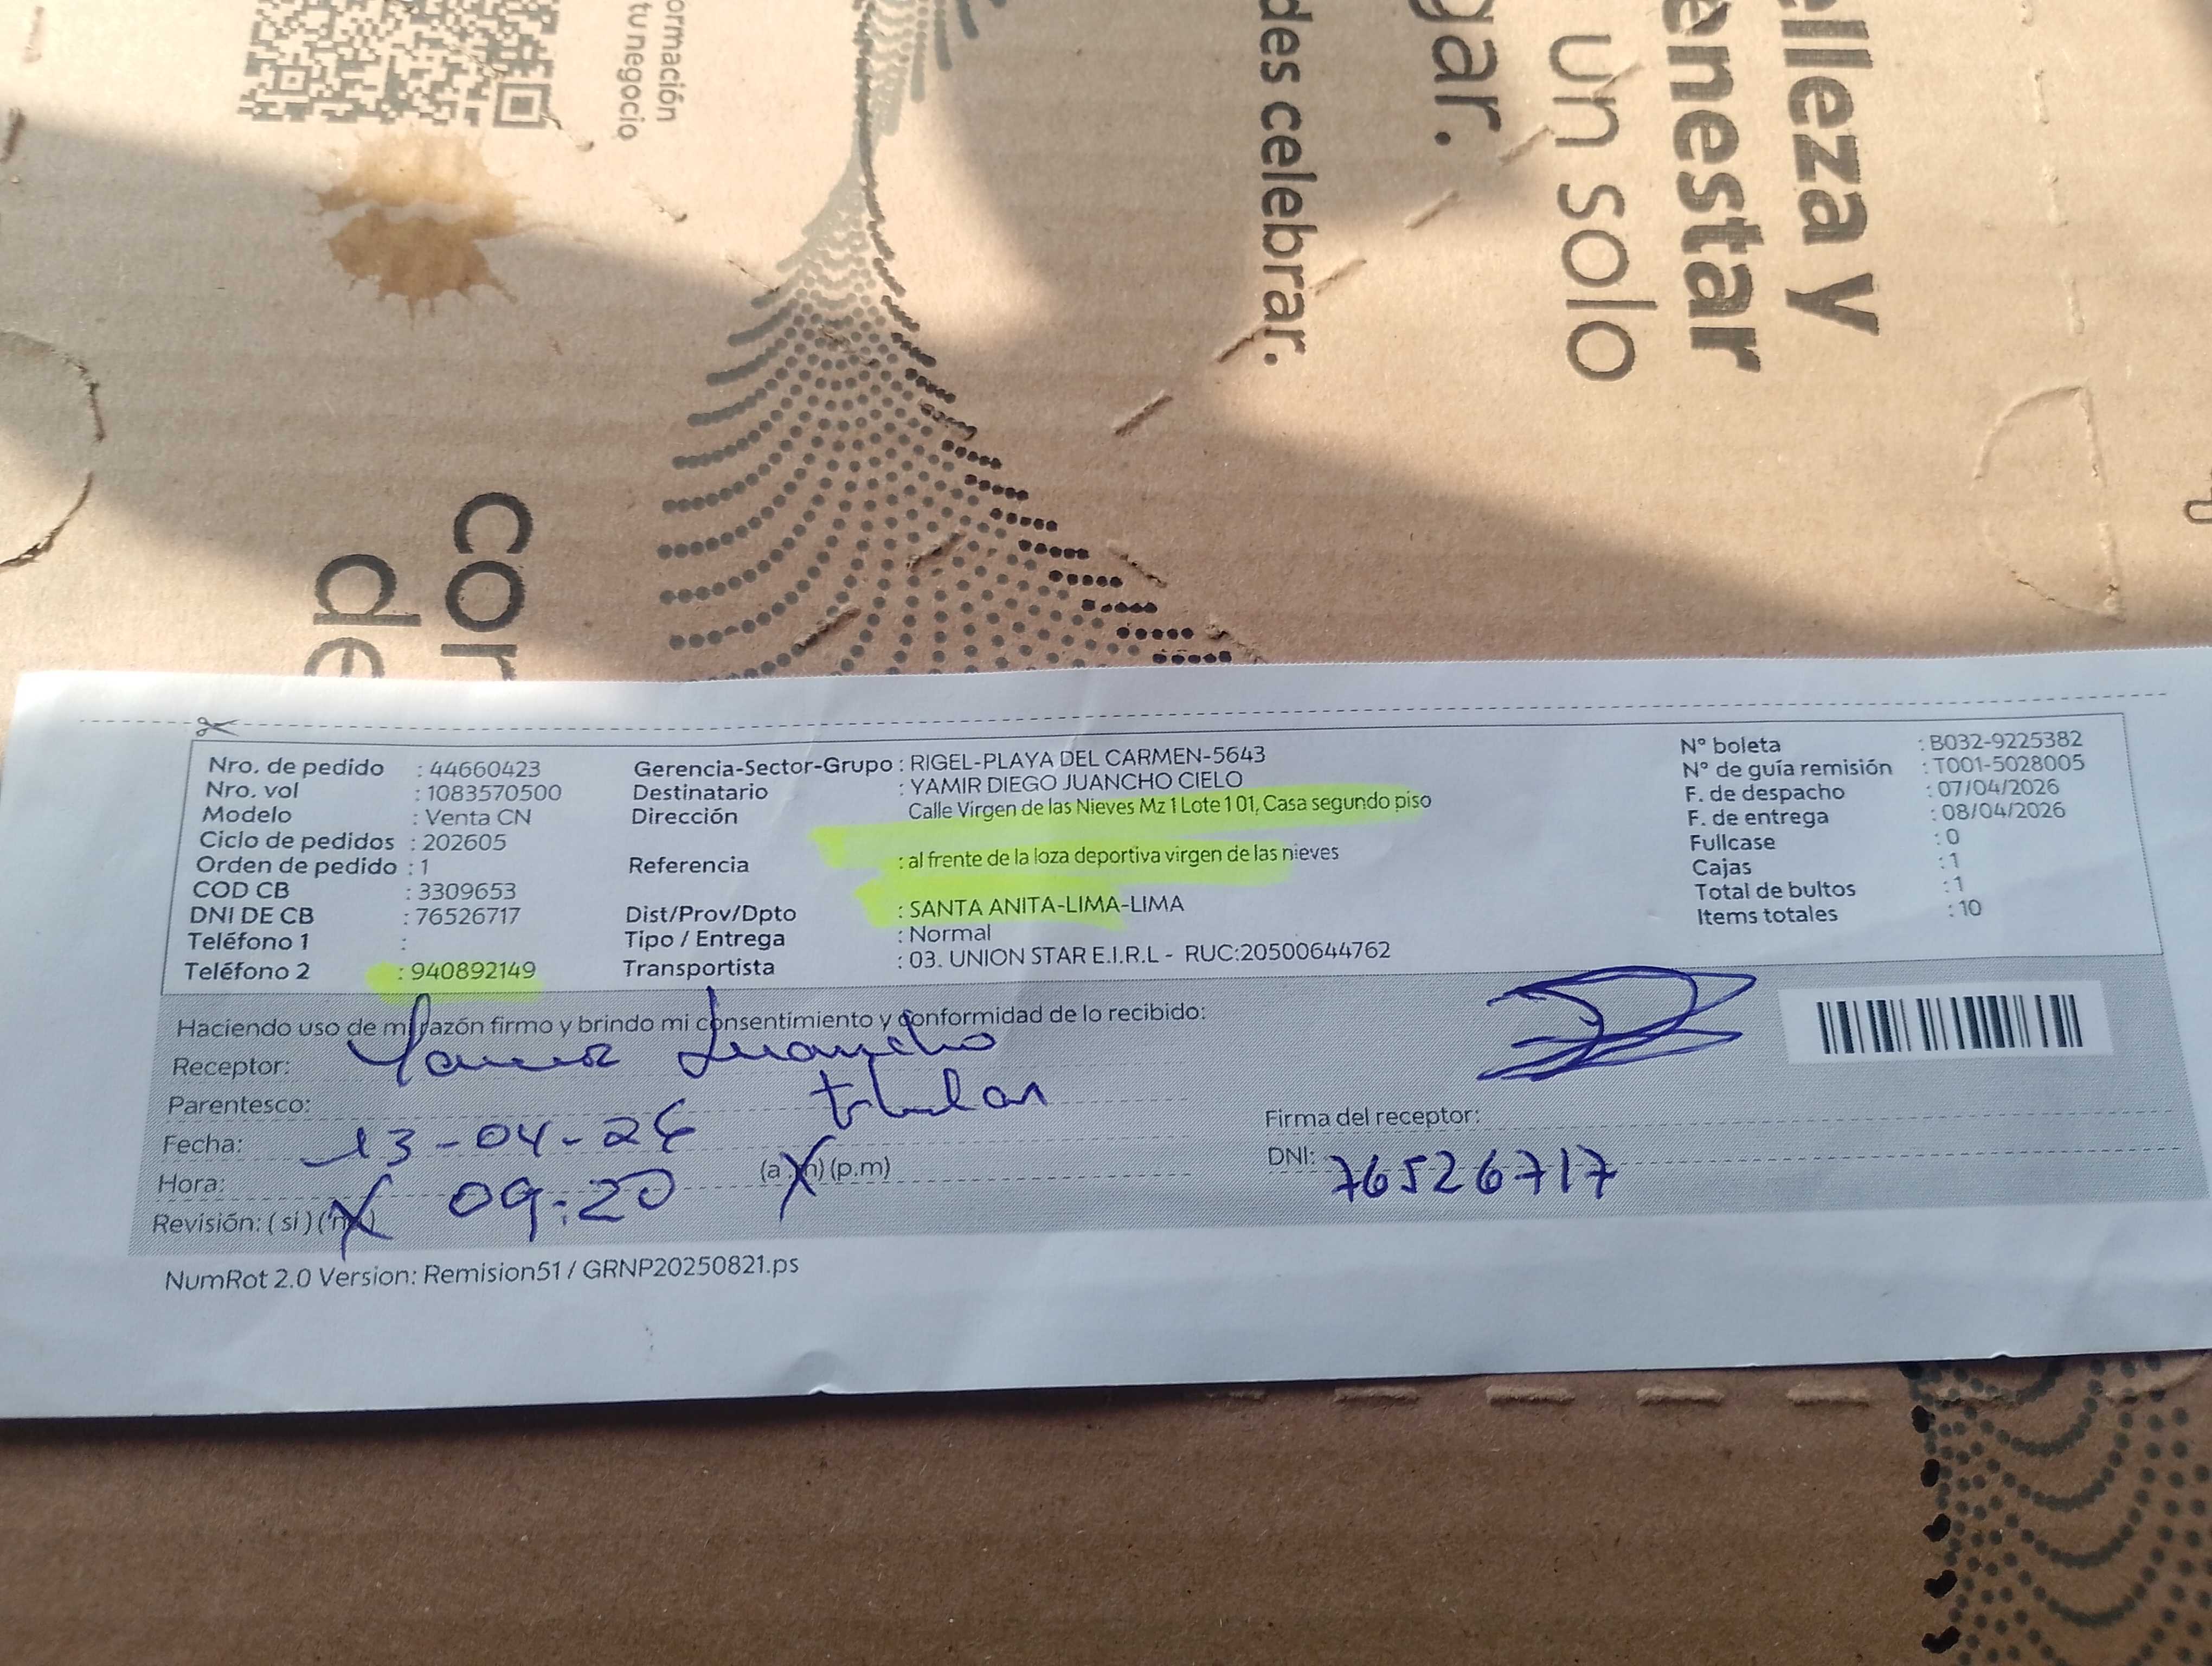 ormación
tu negocio
des celebrar.
gar.
un solo
enestar
elleza y
cor
de
Nro. de pedido : 44660423
Nro. vol : 1083570500
Modelo : Venta CN
Ciclo de pedidos : 202605
Orden de pedido : 1
COD CB : 3309653
DNI DE CB : 76526717
Teléfono 1 :
Teléfono 2 : 940892149
Gerencia-Sector-Grupo : RIGEL-PLAYA DEL CARMEN-5643
Destinatario : YAMIR DIEGO JUANCHO CIELO
Dirección Calle Virgen de las Nieves Mz 1 Lote 1 01, Casa segundo piso
Referencia : al frente de la loza deportiva virgen de las nieves
Dist/Prov/Dpto : SANTA ANITA-LIMA-LIMA
Tipo / Entrega : Normal
Transportista : 03. UNION STAR E.I.R.L - RUC:20500644762
N° boleta : B032-9225382
N° de guía remisión : T001-5028005
F. de despacho : 07/04/2026
F. de entrega : 08/04/2026
Fullcase : 0
Cajas : 1
Total de bultos : 1
Items totales : 10
Haciendo uso de mi razón firmo y brindo mi consentimiento y conformidad de lo recibido:
Receptor: Juancho
Parentesco: titular
Fecha: 13-04-26
Hora: 09:20 (a.m) (p.m)
Revisión: (si) (no)
Firma del receptor:
DNI: 76526717
NumRot 2.0 Version: Remision51 / GRNP20250821.ps